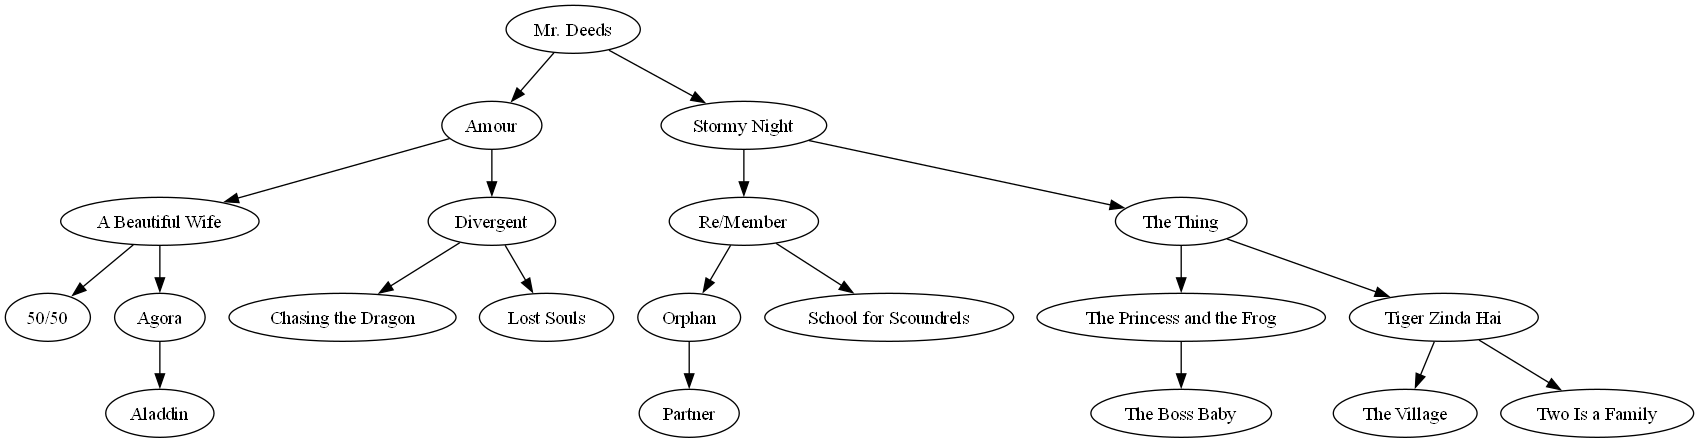 Mr. Deeds
Amour
Stormy Night
A Beautiful Wife
Divergent
Re/Member
The Thing
50/50
Agora
Chasing the Dragon
Lost Souls
Orphan
School for Scoundrels
The Princess and the Frog
Tiger Zinda Hai
Aladdin
Partner
The Boss Baby
The Village
Two Is a Family